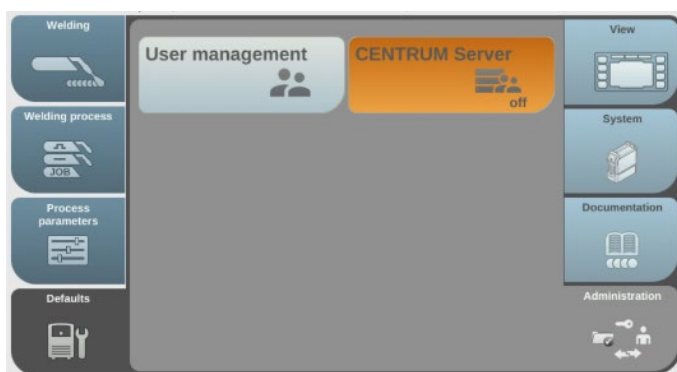 Welding
Welding process
JOB
Process
parameters
Defaults
User management
CENTRUM Server
off
View
System
Documentation
Administration